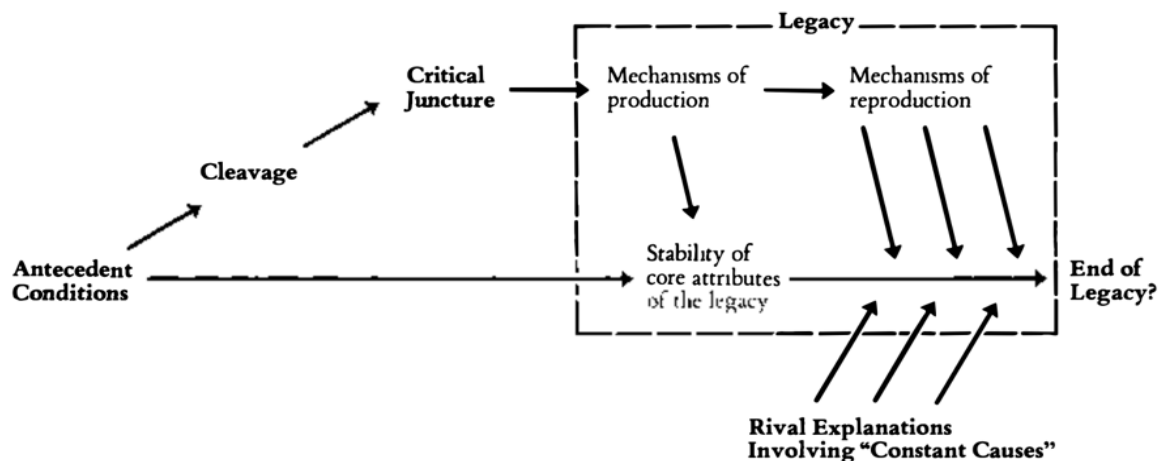 Legacy
Critical
Juncture
Mechanisms of
production
Mechanisms of
reproduction
Cleavage
Antecedent
Conditions
Stability of
core attributes
of the legacy
End of
Legacy?
Rival Explanations
Involving “Constant Causes”